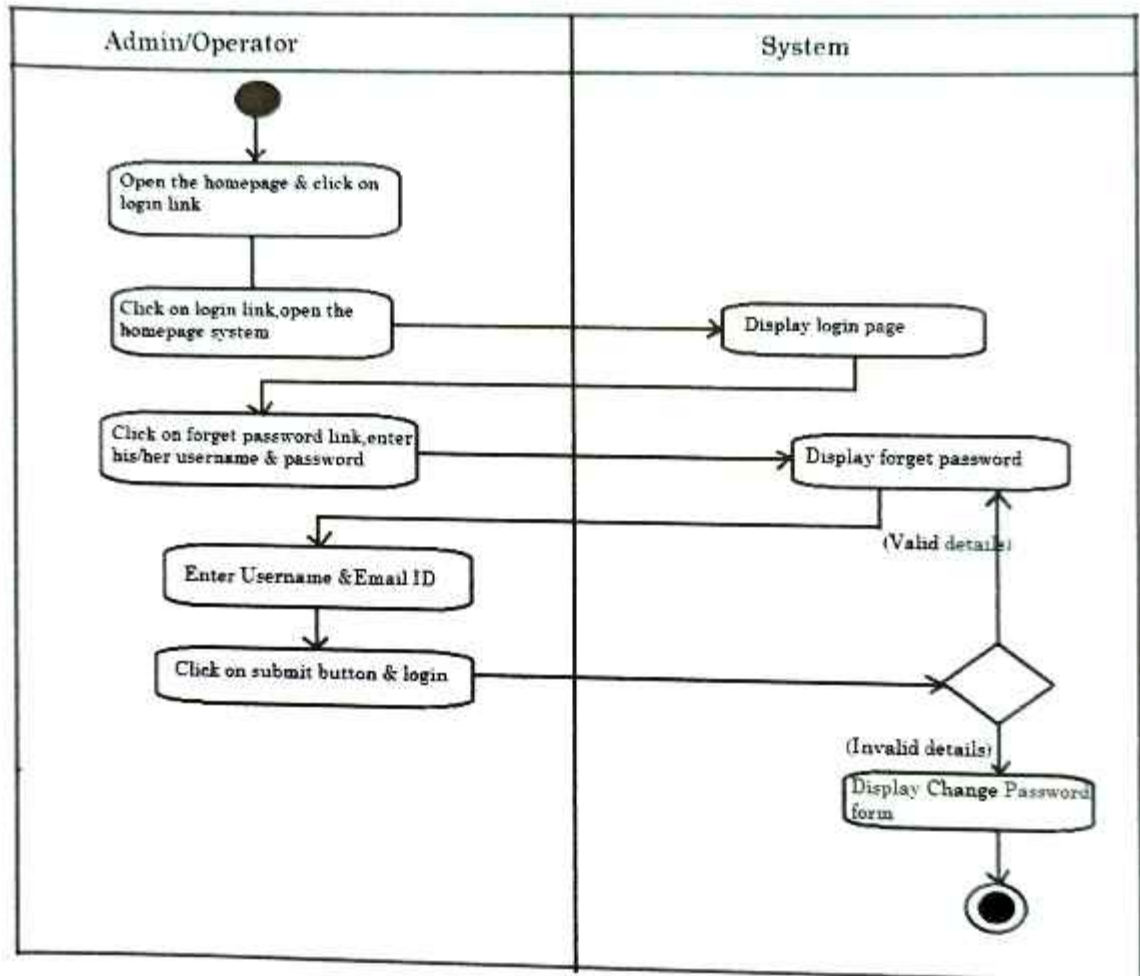 Admin/Operator
System
Open the homepage & click on
login link
Click on login link,open the
homepage system
Display login page
Click on forget password link,enter
his/her username & password
Display forget password
(Valid details)
Enter Username &Email ID
Click on submit button & login
(Invalid details)
Display Change Password
form